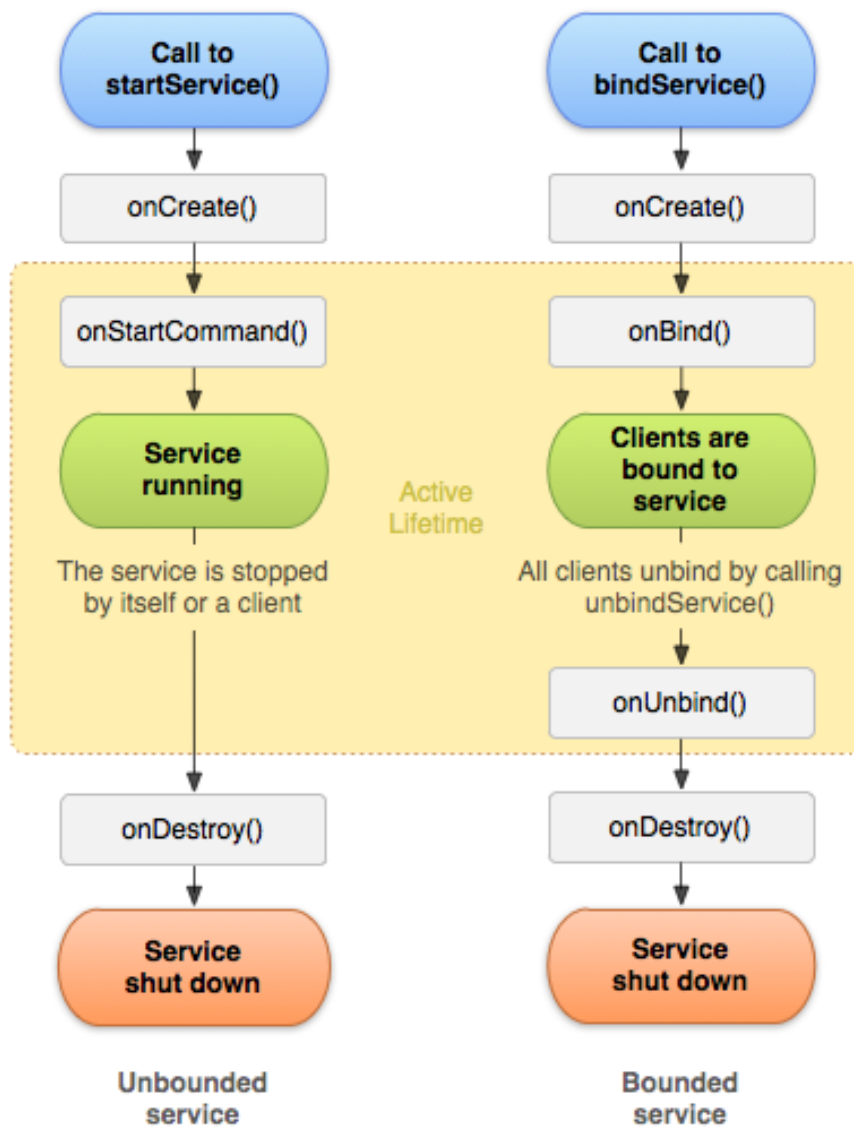 Call to
startService()
onCreate()
onStartCommand()
Service
running
The service is stopped
by itself or a client
onDestroy()
Service
shut down
Unbounded
service
Active
Lifetime
Call to
bindService()
onCreate()
onBind()
Clients are
bound to
service
All clients unbind by calling
unbindService()
onUnbind()
onDestroy()
Service
shut down
Bounded
service